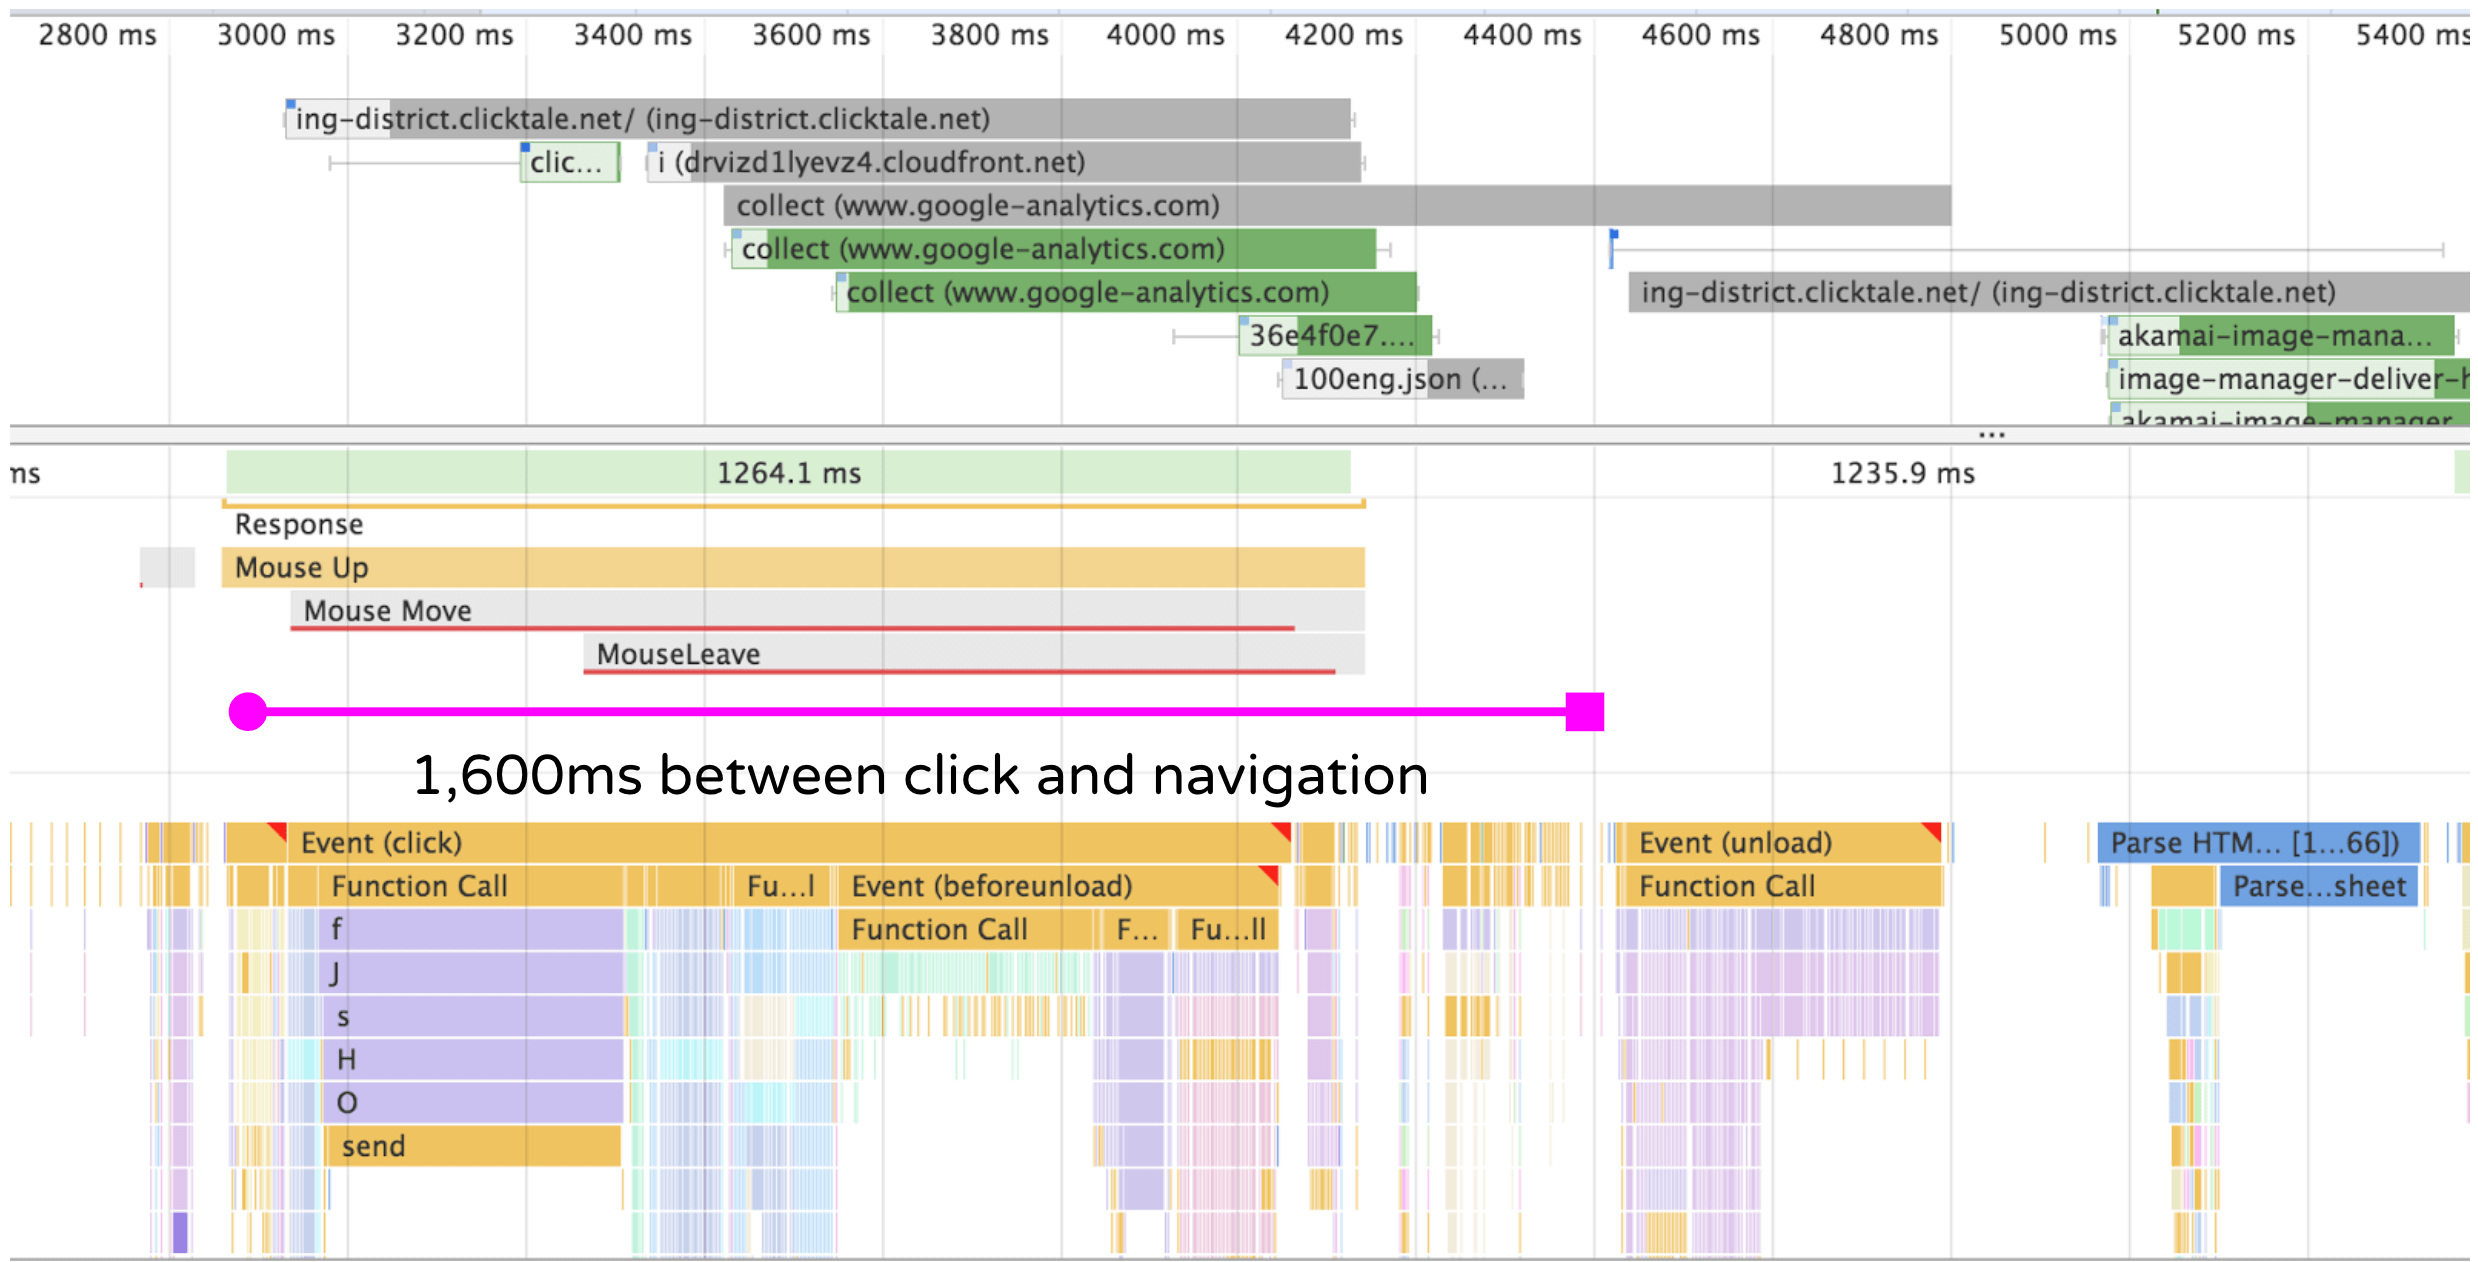 2800 ms 3000 ms 3200 ms 3400 ms 3600 ms 3800 ms 4000 ms 4200 ms 4400 ms 4600 ms 4800 ms 5000 ms 5200 ms 5400 ms
ing-district.clicktale.net/ (ing-district.clicktale.net)
clic... i (drvizd1lyevz4.cloudfront.net)
collect (www.google-analytics.com)
collect (www.google-analytics.com)
collect (www.google-analytics.com) ing-district.clicktale.net/ (ing-district.clicktale.net)
36e4f0e7.... akamai-image-mana...
100eng.json (... image-manager-deliver-h
akamai-image-manager
...
ms 1264.1 ms 1235.9 ms
Response
Mouse Up
Mouse Move
MouseLeave
1,600ms between click and navigation
Event (click) Event (unload) Parse HTM... [1...66])
Function Call Fu...l Event (beforeunload) Function Call Parse...sheet
f Function Call F... Fu...ll
J
s
H
O
send